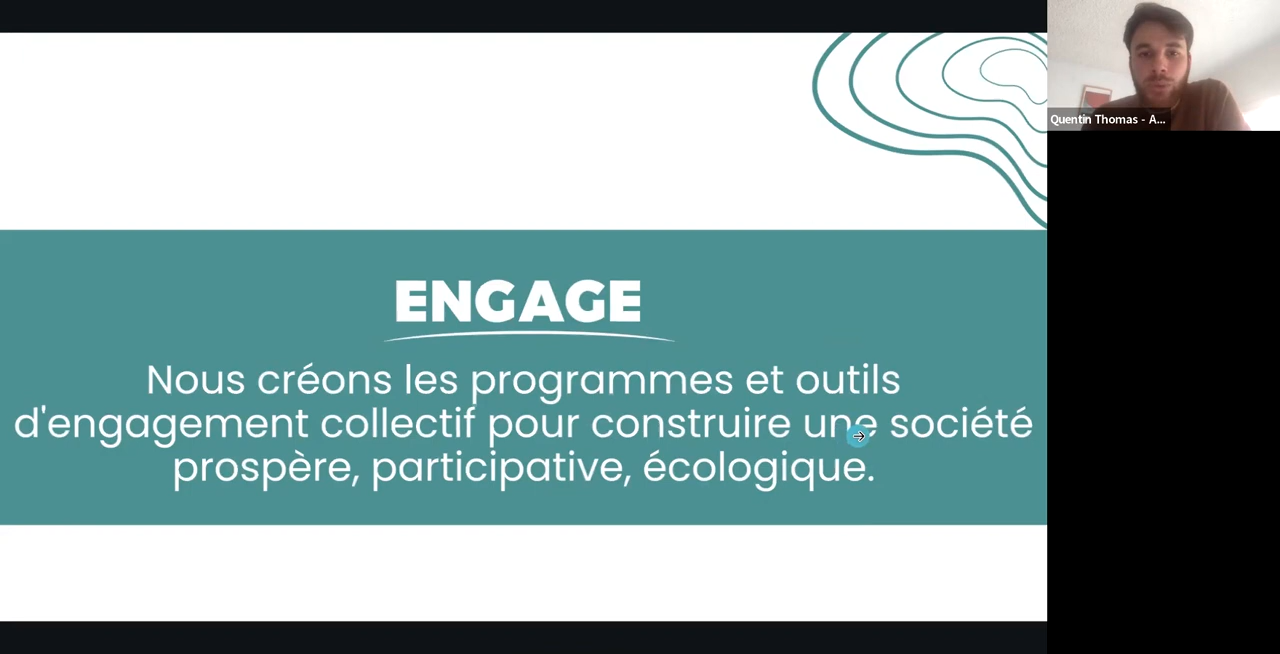 Quentin Thomas - A...
ENGAGE
Nous créons les programmes et outils
d'engagement collectif pour construire une société
prospère, participative, écologique.